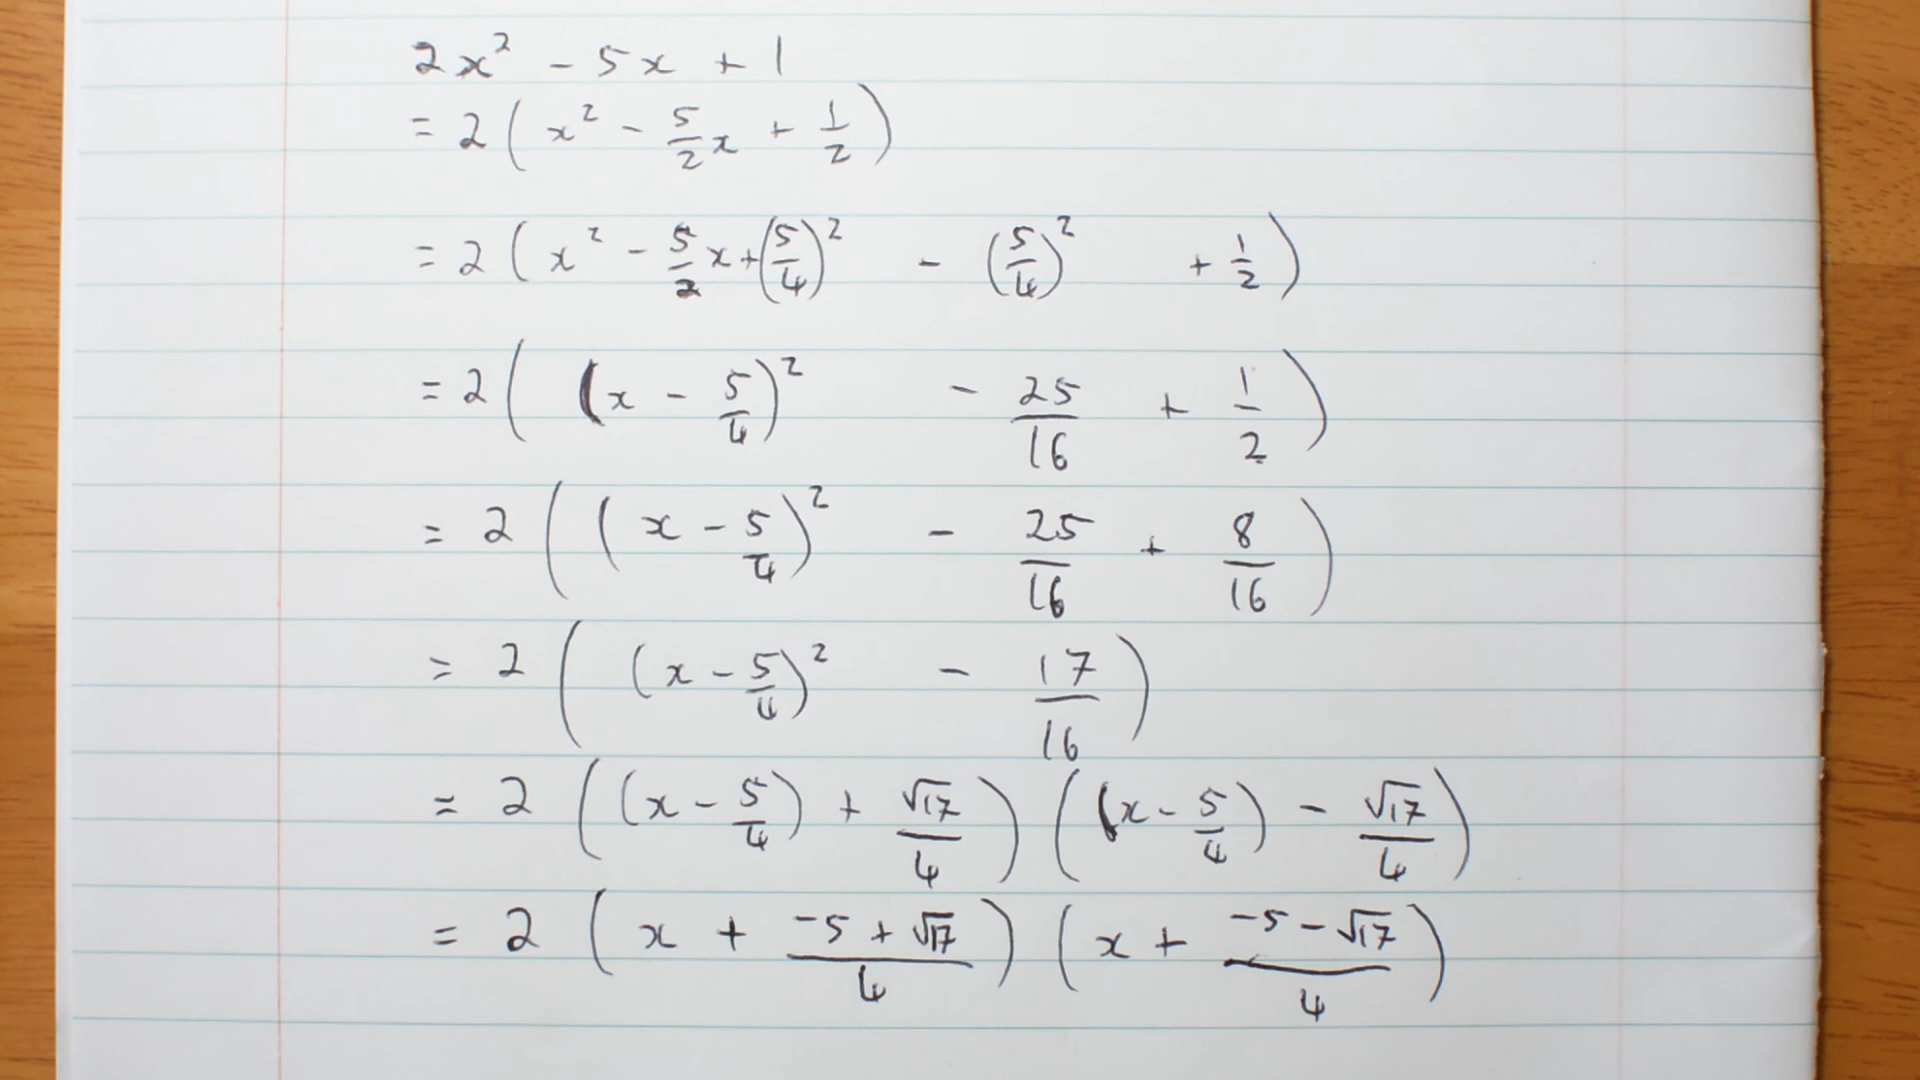 2x² - 5x + 1
= 2 ( x² - 5/2 x + 1/2 )
= 2 ( x² - 5/2 x + (5/4)² - (5/4)² + 1/2 )
= 2 ( (x - 5/4)² - 25/16 + 1/2 )
= 2 ( (x - 5/4)² - 25/16 + 8/16 )
= 2 ( (x - 5/4)² - 17/16 )
= 2 ( (x - 5/4) + √17/4 ) ( (x - 5/4) - √17/4 )
= 2 ( x + (-5 + √17)/4 ) ( x + (-5 - √17)/4 )